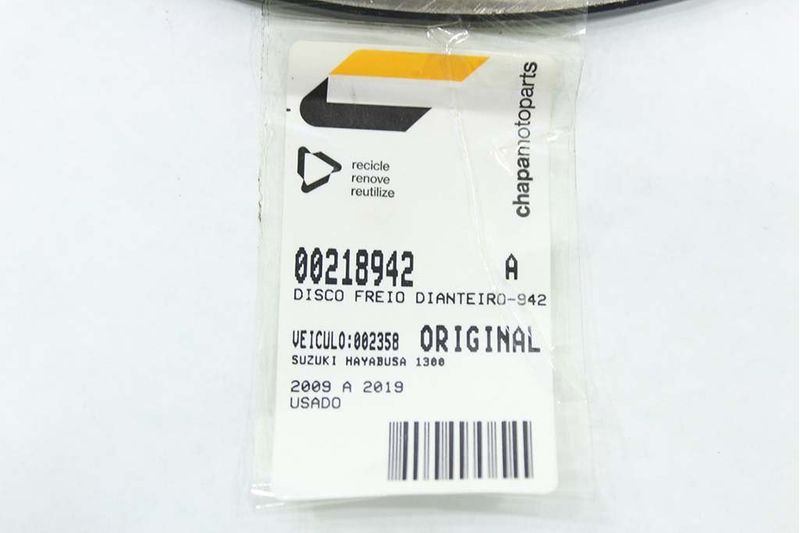 chapamotoparts
recicle
renove
reutilize
00218942 A
DISCO FREIO DIANTEIRO-942
VEICULO:002358 ORIGINAL
SUZUKI HAYABUSA 1300
2009 A 2019
USADO